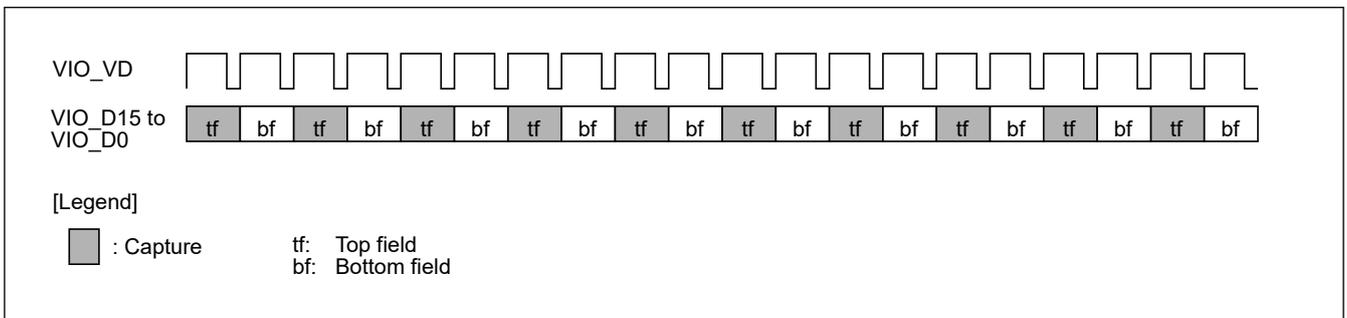 VIO_VD
VIO_D15 to
VIO_D0
tf bf tf bf tf bf tf bf tf bf tf bf tf bf tf bf tf bf tf bf
[Legend]
: Capture tf: Top field
bf: Bottom field